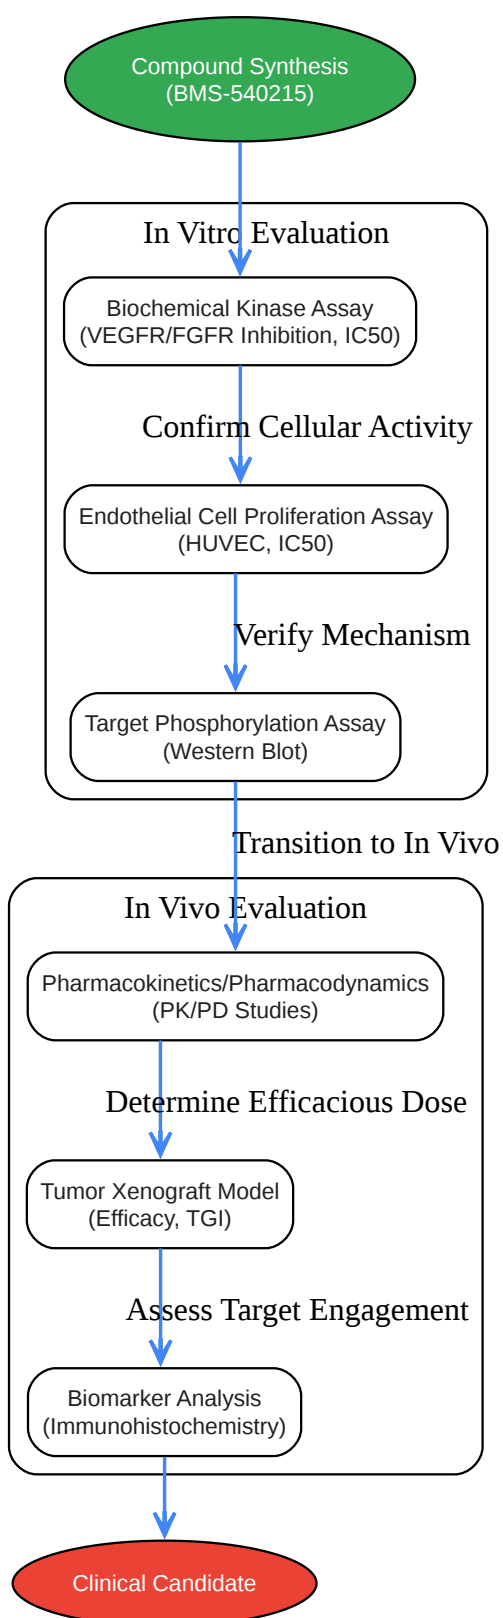 Compound Synthesis
(BMS-540215)
In Vitro Evaluation
Biochemical Kinase Assay
(VEGFR/FGFR Inhibition, IC50)
Confirm Cellular Activity
Endothelial Cell Proliferation Assay
(HUVEC, IC50)
Verify Mechanism
Target Phosphorylation Assay
(Western Blot)
Transition to In Vivo
In Vivo Evaluation
Pharmacokinetics/Pharmacodynamics
(PK/PD Studies)
Determine Efficacious Dose
Tumor Xenograft Model
(Efficacy, TGI)
Assess Target Engagement
Biomarker Analysis
(Immunohistochemistry)
Clinical Candidate